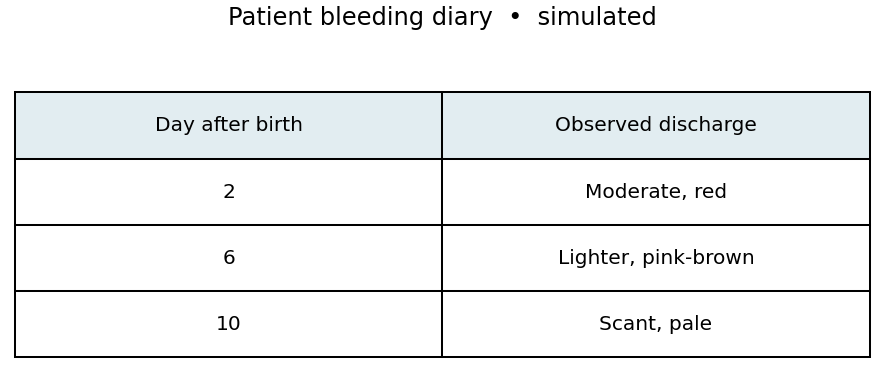 Patient bleeding diary • simulated
Day after birth Observed discharge
2 Moderate, red
6 Lighter, pink-brown
10 Scant, pale